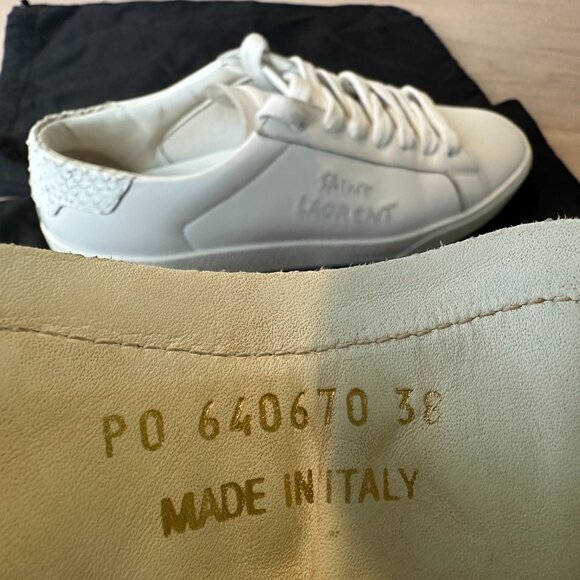 SAINT
LAURENT
PO 640670 38
MADE IN ITALY